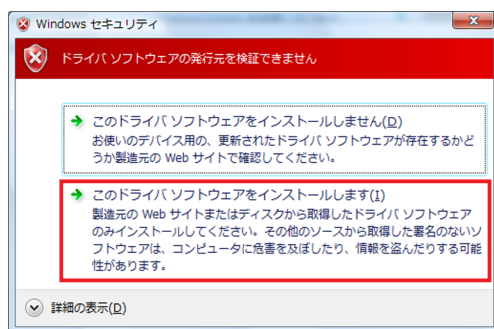 Windows セキュリティ
ドライバ ソフトウェアの発行元を検証できません
このドライバ ソフトウェアをインストールしません(D)
お使いのデバイス用の、更新されたドライバ ソフトウェアが存在するかど
うか製造元の Web サイトで確認してください。
このドライバ ソフトウェアをインストールします(I)
製造元の Web サイトまたはディスクから取得したドライバ ソフトウェア
のみインストールしてください。その他のソースから取得した署名のないソ
フトウェアは、コンピュータに危害を及ぼしたり、情報を盗んだりする可能
性があります。
詳細の表示(D)